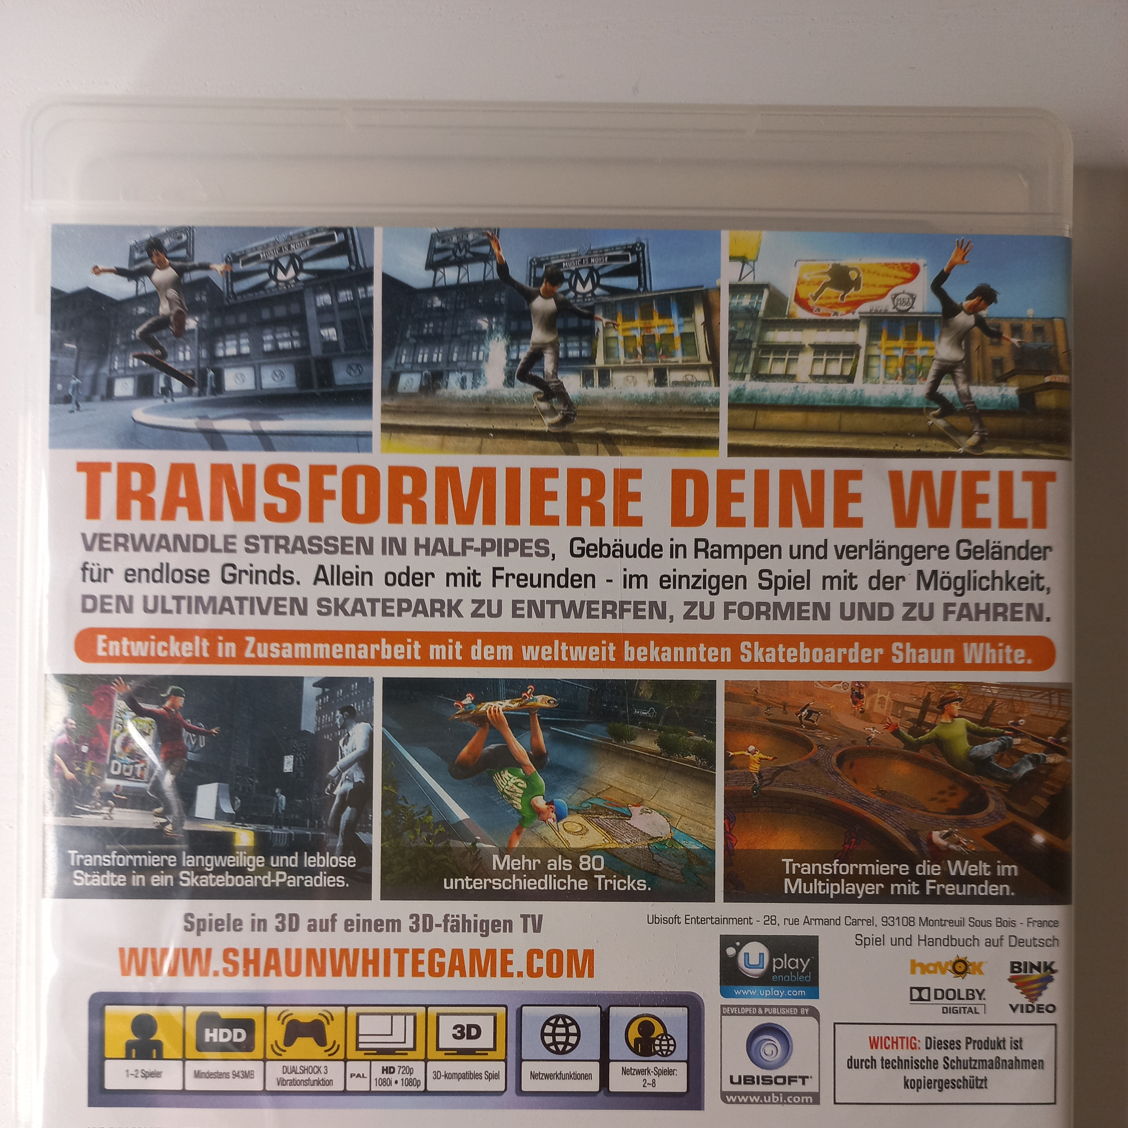 MUSIC IS NOISE
MUSIC IS NOISE
TRANSFORMIERE DEINE WELT
VERWANDLE STRASSEN IN HALF-PIPES, Gebäude in Rampen und verlängere Geländer
für endlose Grinds. Allein oder mit Freunden - im einzigen Spiel mit der Möglichkeit,
DEN ULTIMATIVEN SKATEPARK ZU ENTWERFEN, ZU FORMEN UND ZU FAHREN.
Entwickelt in Zusammenarbeit mit dem weltweit bekannten Skateboarder Shaun White.
Transformiere langweilige und leblose
Städte in ein Skateboard-Paradies.
Mehr als 80
unterschiedliche Tricks.
Transformiere die Welt im
Multiplayer mit Freunden.
Spiele in 3D auf einem 3D-fähigen TV
WWW.SHAUNWHITEGAME.COM
Ubisoft Entertainment - 28, rue Armand Carrel, 93108 Montreuil Sous Bois - France
Spiel und Handbuch auf Deutsch
U play
enabled
www.uplay.com
havok
BINK
VIDEO
DOLBY
DIGITAL
DEVELOPED & PUBLISHED BY
UBISOFT
www.ubi.com
WICHTIG: Dieses Produkt ist
durch technische Schutzmaßnahmen
kopiergeschützt
HDD
3D
1-2 Spieler
Mindestens 943MB
DUALSHOCK 3
Vibrationsfunktion
PAL
HD 720p
1080i • 1080p
3D-kompatibles Spiel
Netzwerkfunktionen
Netzwerk-Spieler:
2-8